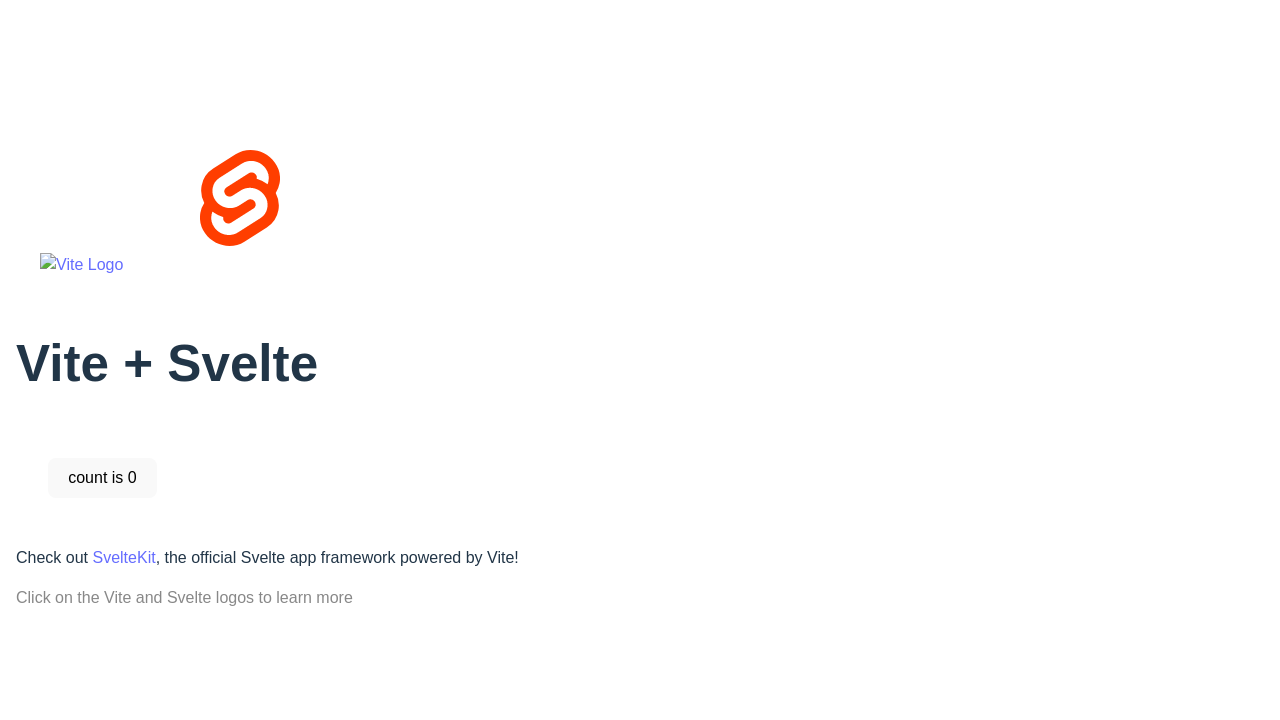 Vite Logo
Vite + Svelte
count is 0
Check out SvelteKit, the official Svelte app framework powered by Vite!
Click on the Vite and Svelte logos to learn more